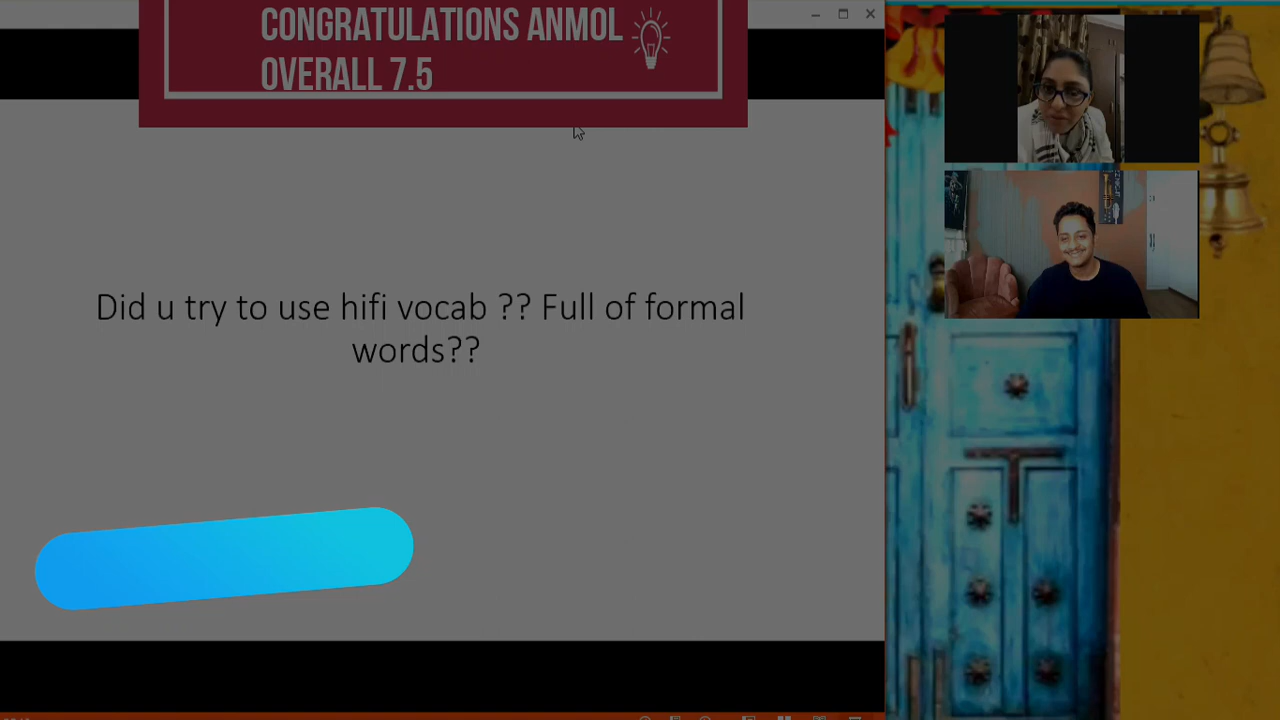 CONGRATULATIONS ANMOL
OVERALL 7.5
Did u try to use hifi vocab ?? Full of formal
words??